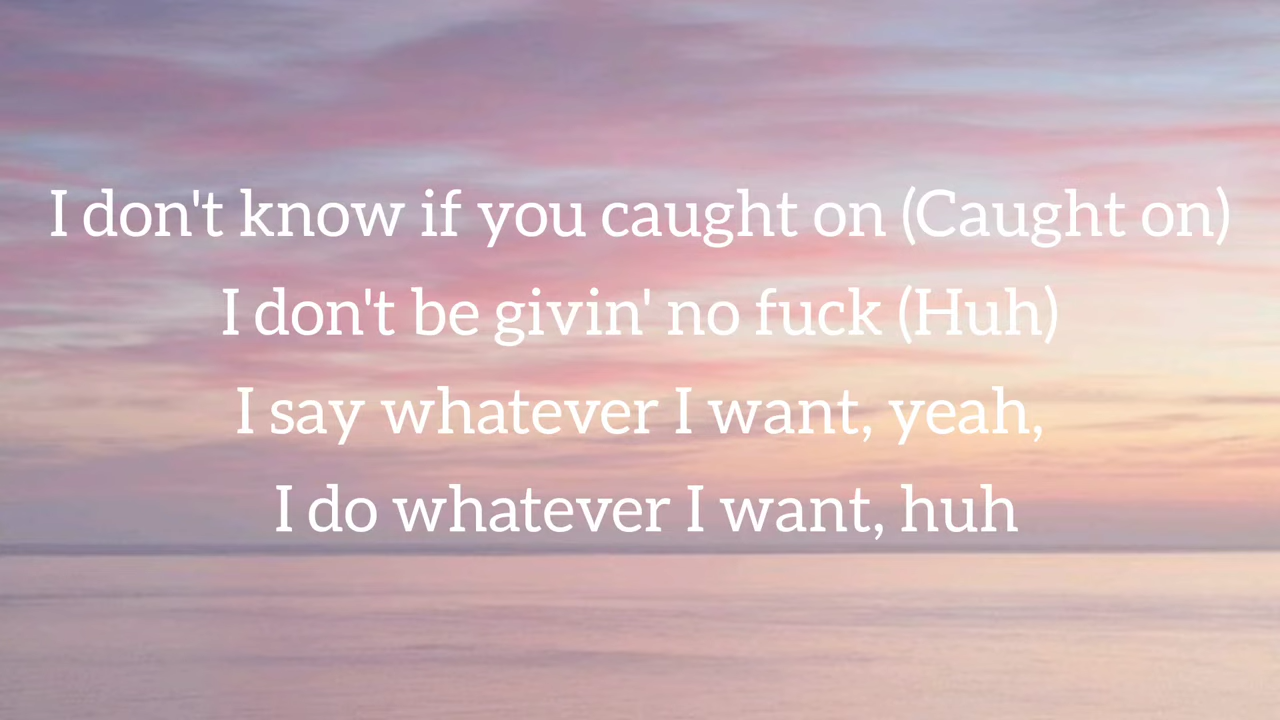 I don't know if you caught on (Caught on)
I don't be givin' no fuck (Huh)
I say whatever I want, yeah,
I do whatever I want, huh